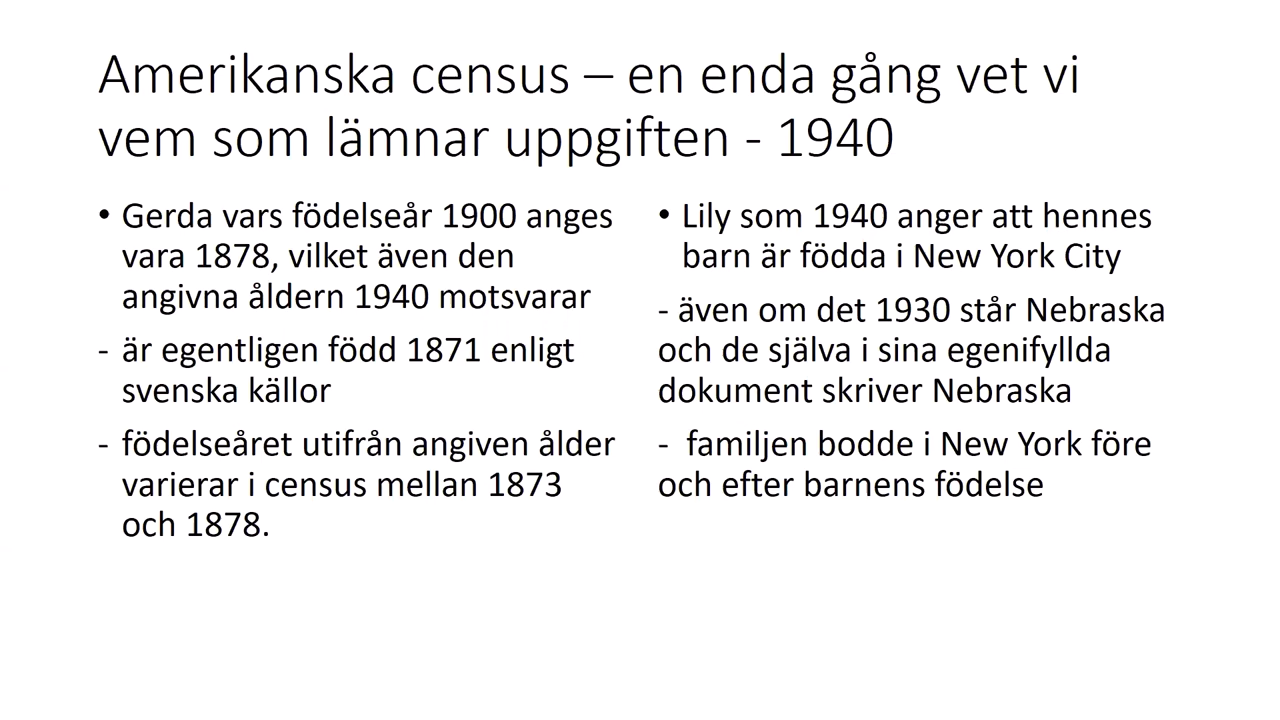 Amerikanska census – en enda gång vet vi
vem som lämnar uppgiften - 1940
• Gerda vars födelseår 1900 anges
vara 1878, vilket även den
angivna åldern 1940 motsvarar
- är egentligen född 1871 enligt
svenska källor
- födelseåret utifrån angiven ålder
varierar i census mellan 1873
och 1878.
• Lily som 1940 anger att hennes
barn är födda i New York City
- även om det 1930 står Nebraska
och de själva i sina egenifyllda
dokument skriver Nebraska
- familjen bodde i New York före
och efter barnens födelse